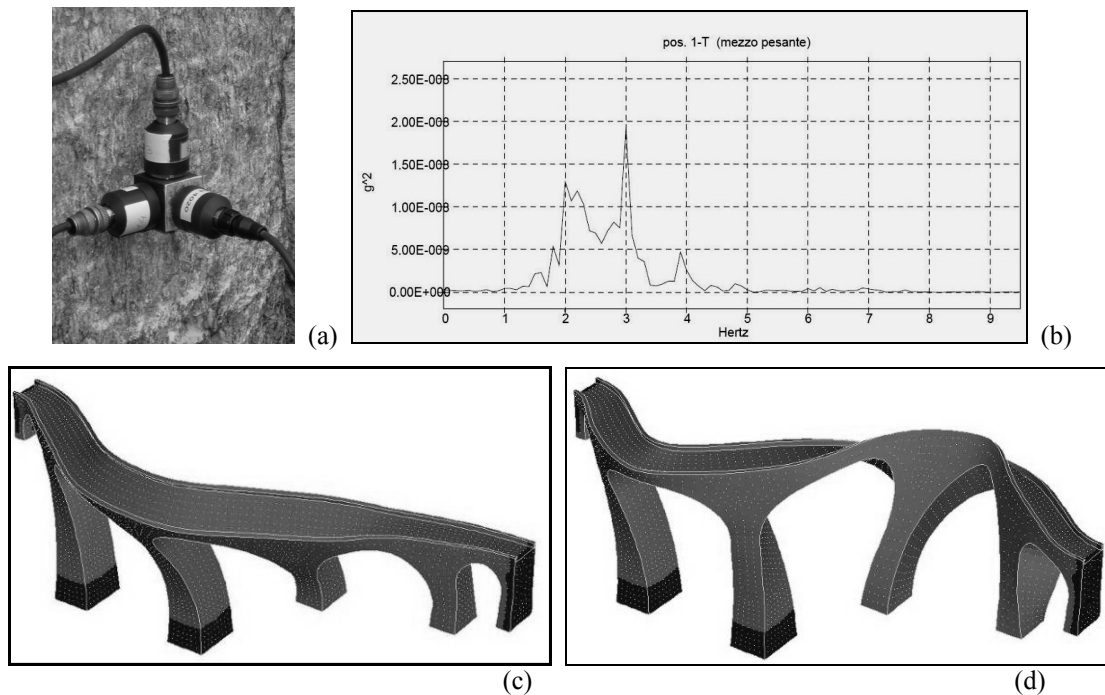 (a)
pos. 1-T (mezzo pesante)
2.50E-008
2.00E-008
1.50E-008
1.00E-008
5.00E-009
0.00E+000
g^2
0 1 2 3 4 5 6 7 8 9
Hertz
(b)
(c)
(d)